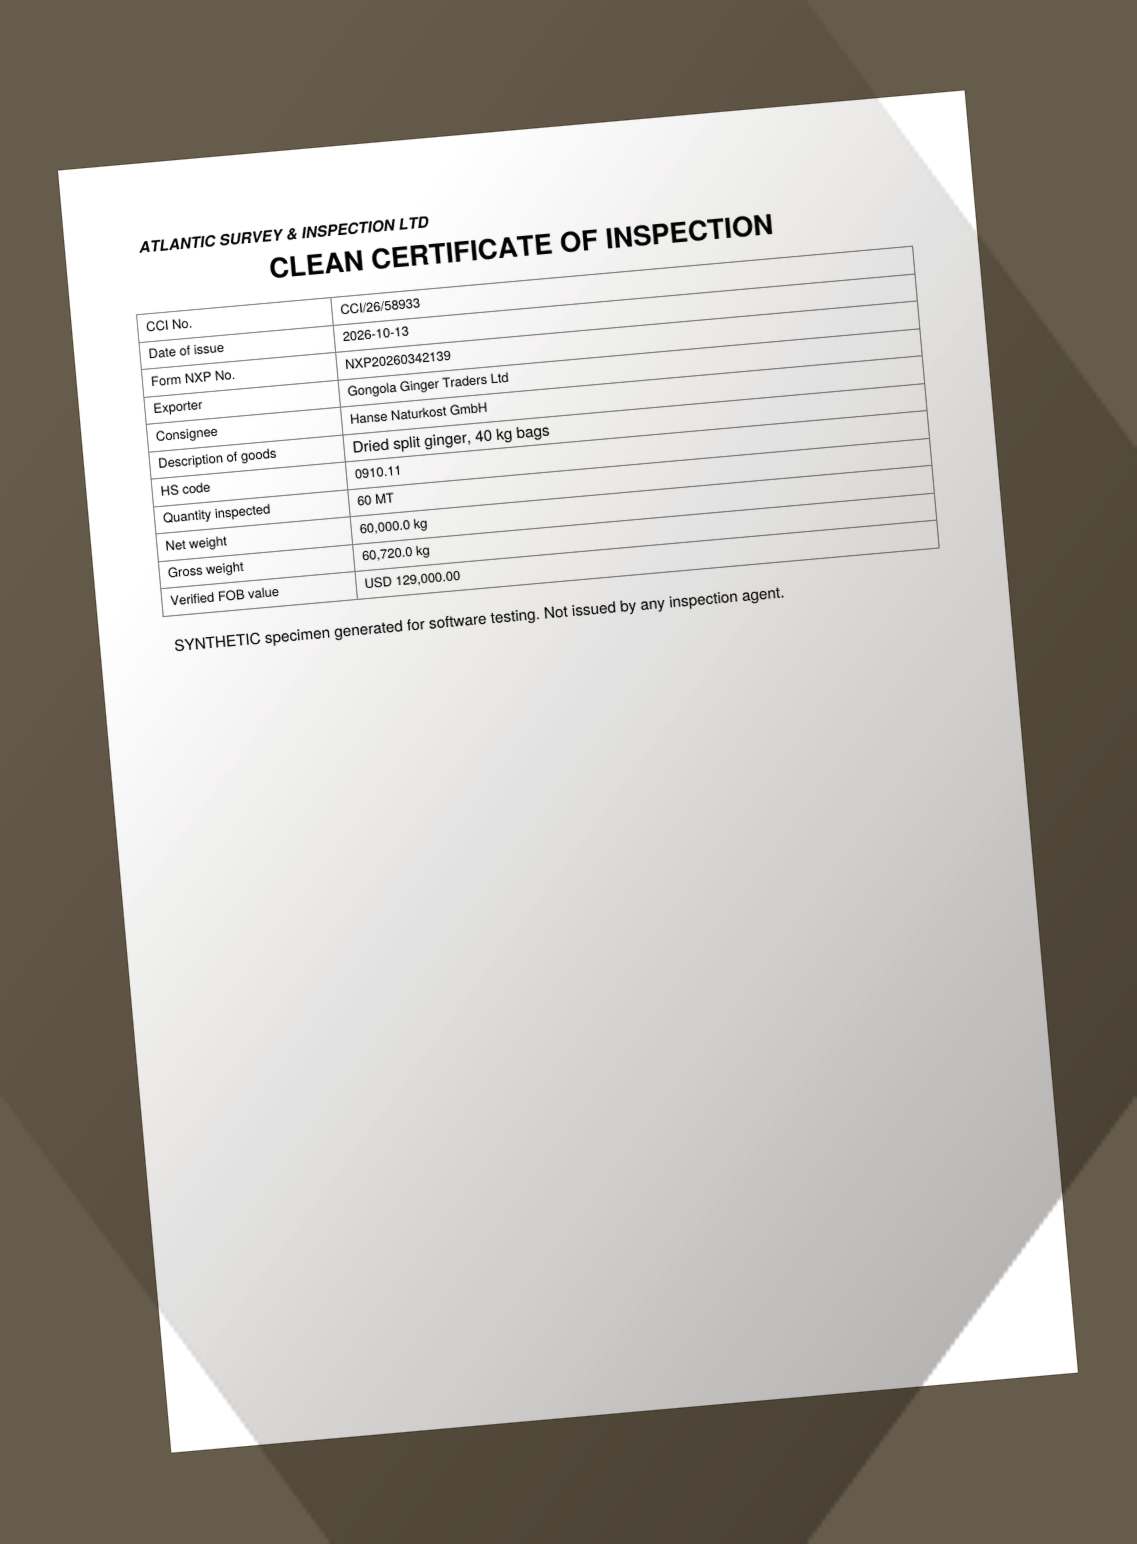 ATLANTIC SURVEY & INSPECTION LTD
CLEAN CERTIFICATE OF INSPECTION
CCI No. CCI/26/58933
Date of issue 2026-10-13
Form NXP No. NXP20260342139
Exporter Gongola Ginger Traders Ltd
Consignee Hanse Naturkost GmbH
Description of goods Dried split ginger, 40 kg bags
HS code 0910.11
Quantity inspected 60 MT
Net weight 60,000.0 kg
Gross weight 60,720.0 kg
Verified FOB value USD 129,000.00
SYNTHETIC specimen generated for software testing. Not issued by any inspection agent.